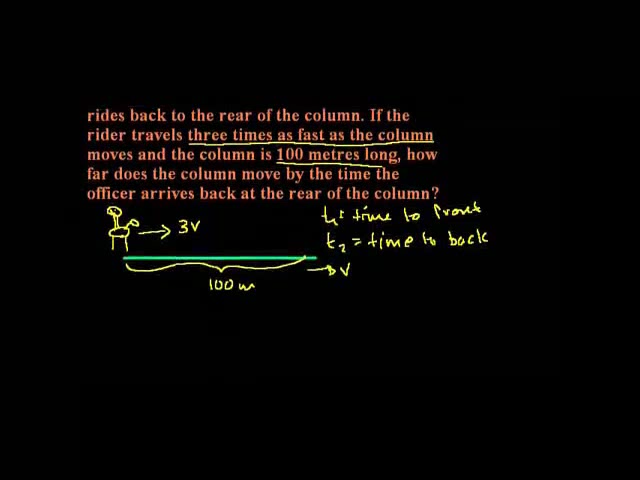 rides back to the rear of the column. If the
rider travels three times as fast as the column
moves and the column is 100 metres long, how
far does the column move by the time the
officer arrives back at the rear of the column?
t₁= time to front
3v
t₂ = time to back
v
100 m